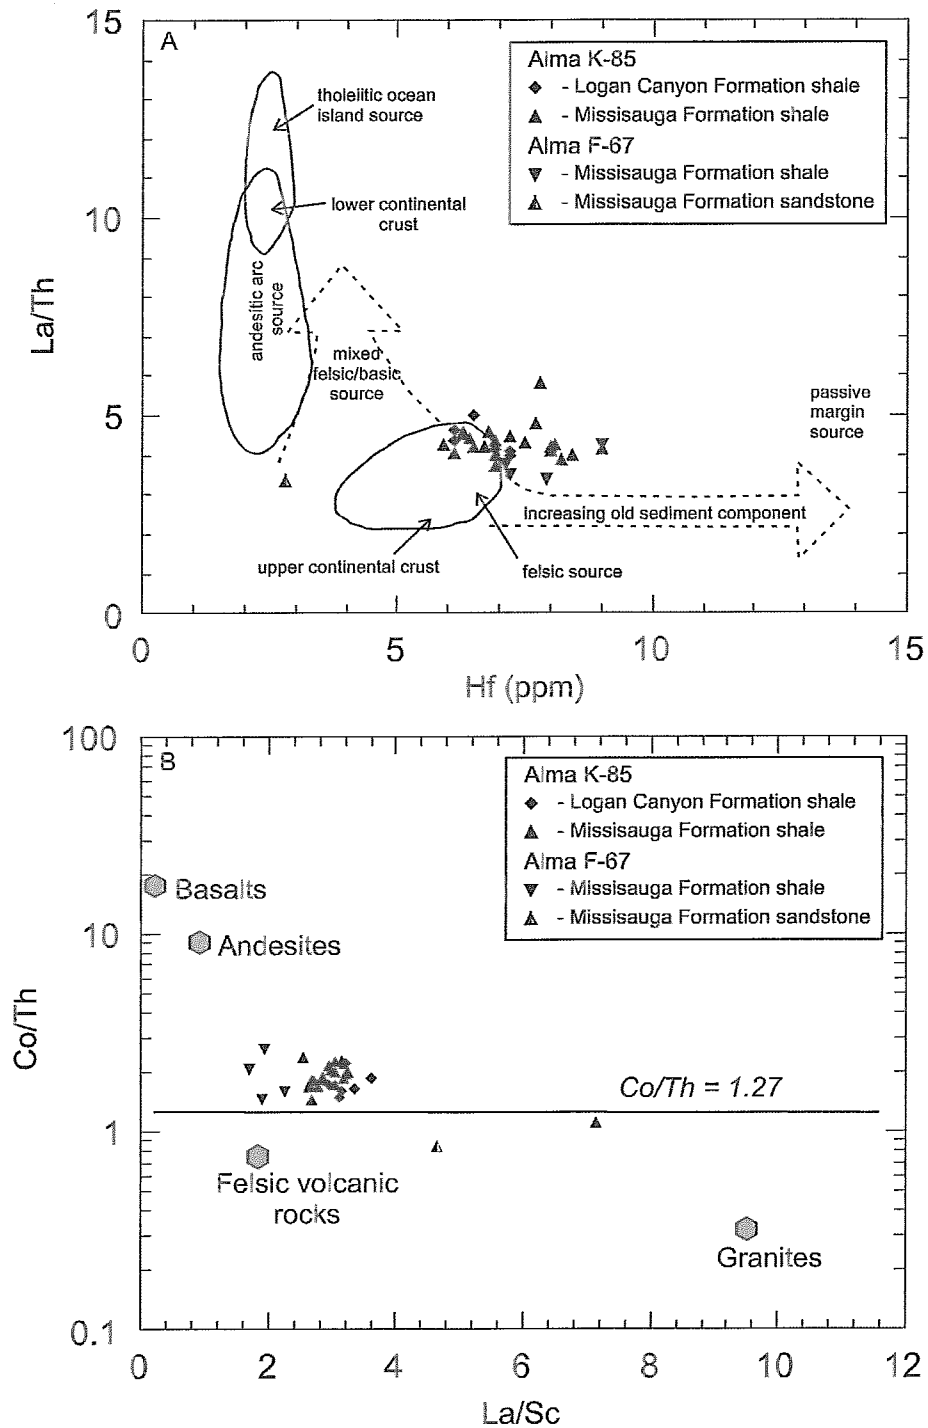 15
A
Alma K-85
- Logan Canyon Formation shale
- Missisauga Formation shale
Alma F-67
- Missisauga Formation shale
- Missisauga Formation sandstone
tholeiitic ocean
island source
lower continental
crust
10
La/Th
andesitic arc
source
mixed
felsic/basic
source
passive
margin
source
5
increasing old sediment component
upper continental crust
felsic source
0
0
5
10
15
Hf (ppm)
100
B
Alma K-85
- Logan Canyon Formation shale
- Missisauga Formation shale
Alma F-67
- Missisauga Formation shale
- Missisauga Formation sandstone
Basalts
10
Andesites
Co/Th
Co/Th = 1.27
1
Felsic volcanic
rocks
Granites
0.1
0
2
4
6
8
10
12
La/Sc